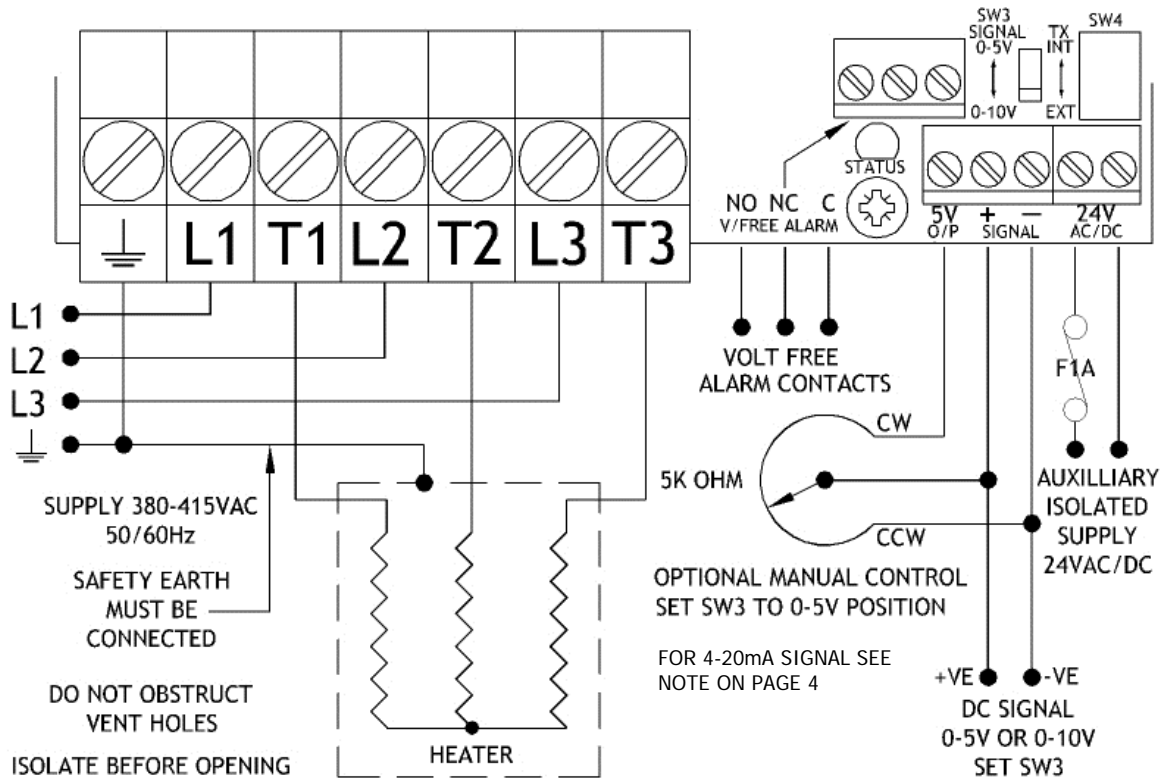 SW3
SIGNAL
0-5V
0-10V
TX
INT
EXT
SW4
STATUS
NO NC C
V/FREE ALARM
5V
O/P
+ −
SIGNAL
24V
AC/DC
L1 T1 L2 T2 L3 T3
L1
L2
L3
SUPPLY 380-415VAC
50/60Hz
SAFETY EARTH
MUST BE
CONNECTED
DO NOT OBSTRUCT
VENT HOLES
ISOLATE BEFORE OPENING
HEATER
VOLT FREE
ALARM CONTACTS
F1A
CW
5K OHM
CCW
AUXILLIARY
ISOLATED
SUPPLY
24VAC/DC
OPTIONAL MANUAL CONTROL
SET SW3 TO 0-5V POSITION
FOR 4-20mA SIGNAL SEE
NOTE ON PAGE 4
+VE -VE
DC SIGNAL
0-5V OR 0-10V
SET SW3